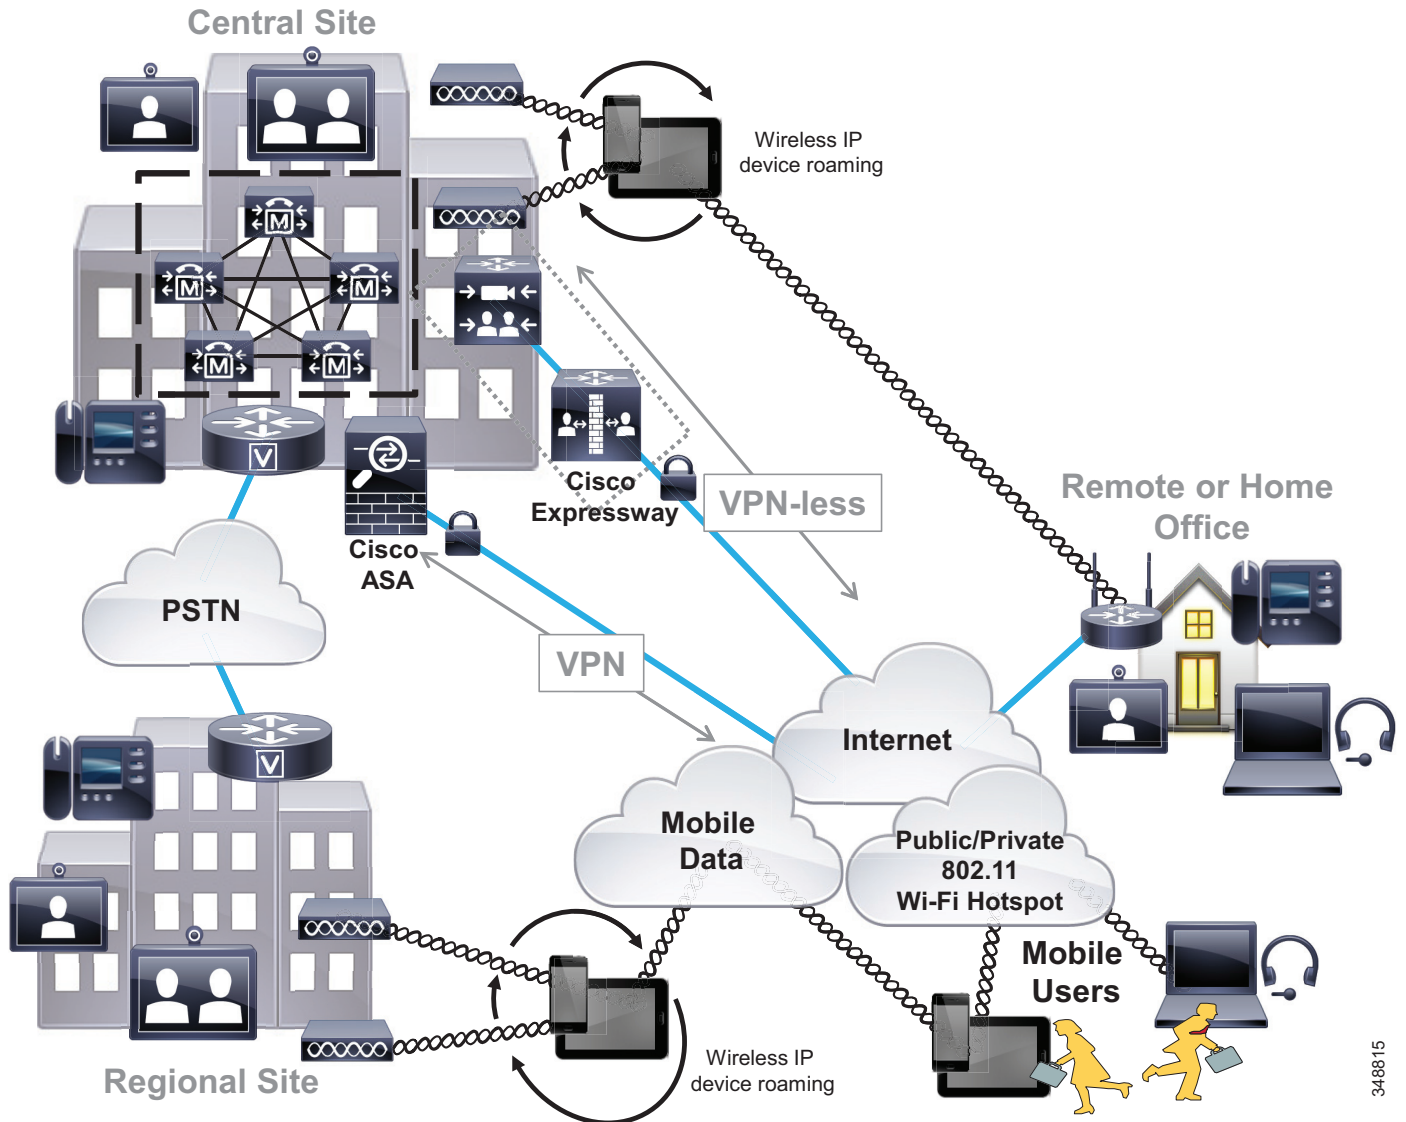 Central Site
Wireless IP
device roaming
M
M
M
M
M
V
Cisco
Expressway
VPN-less
Remote or Home
Office
Cisco
ASA
PSTN
VPN
Internet
V
Mobile
Data
Public/Private
802.11
Wi-Fi Hotspot
Mobile
Users
Wireless IP
device roaming
Regional Site
348815